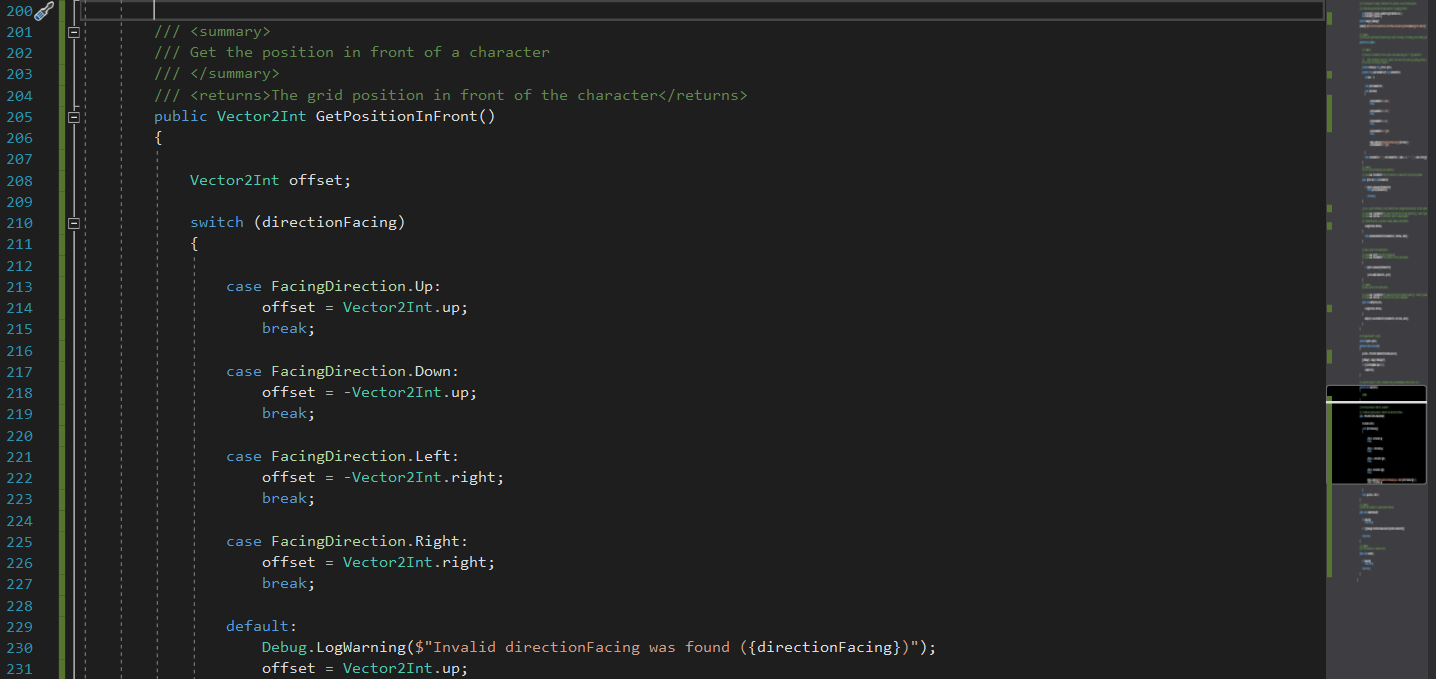 200
201 /// <summary>
202 /// Get the position in front of a character
203 /// </summary>
204 /// <returns>The grid position in front of the character</returns>
205 public Vector2Int GetPositionInFront()
206 {
207
208 Vector2Int offset;
209
210 switch (directionFacing)
211 {
212
213 case FacingDirection.Up:
214 offset = Vector2Int.up;
215 break;
216
217 case FacingDirection.Down:
218 offset = -Vector2Int.up;
219 break;
220
221 case FacingDirection.Left:
222 offset = -Vector2Int.right;
223 break;
224
225 case FacingDirection.Right:
226 offset = Vector2Int.right;
227 break;
228
229 default:
230 Debug.LogWarning($"Invalid directionFacing was found ({directionFacing})");
231 offset = Vector2Int.up;